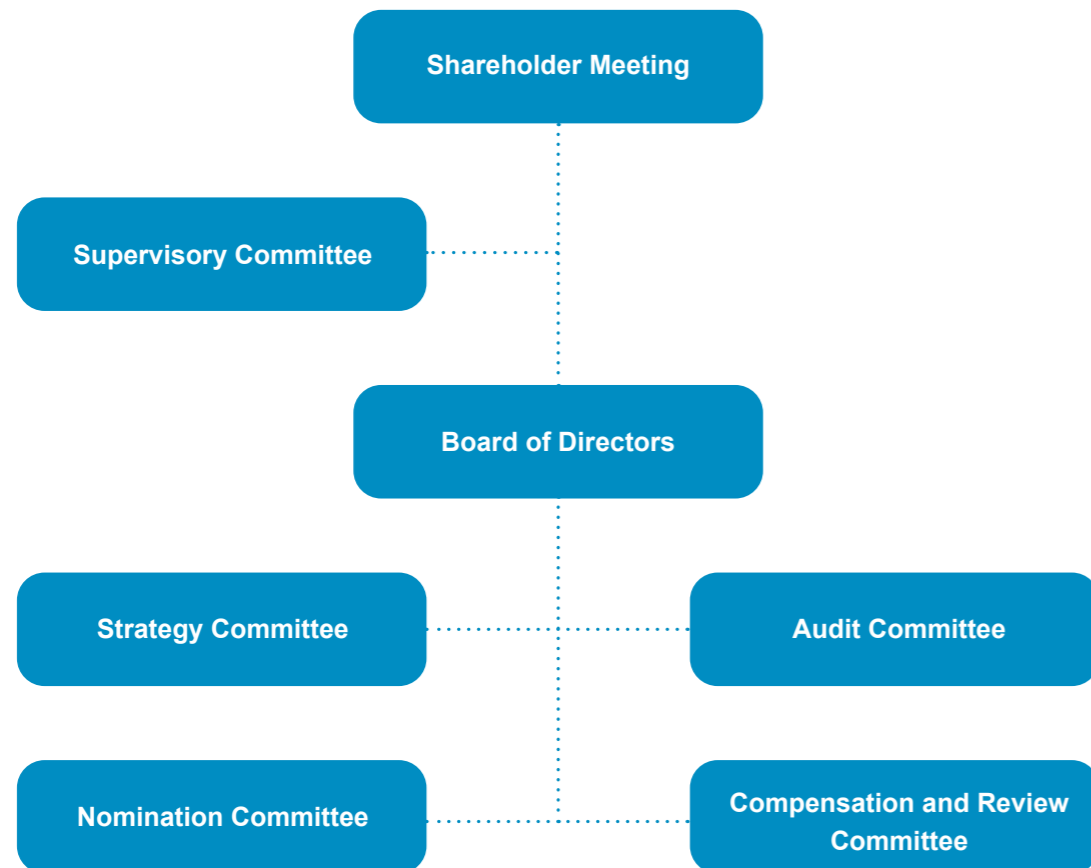 Shareholder Meeting
Supervisory Committee
Board of Directors
Strategy Committee
Audit Committee
Nomination Committee
Compensation and Review
Committee